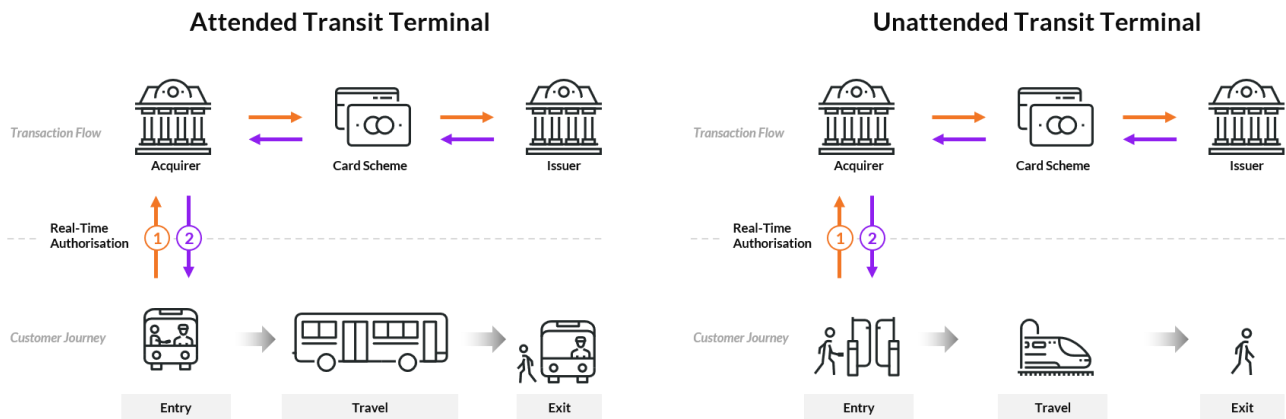 Attended Transit Terminal
Transaction Flow
Acquirer
Card Scheme
Issuer
Real-Time
Authorisation
1
2
Customer Journey
Entry
Travel
Exit
Unattended Transit Terminal
Transaction Flow
Acquirer
Card Scheme
Issuer
Real-Time
Authorisation
1
2
Customer Journey
Entry
Travel
Exit